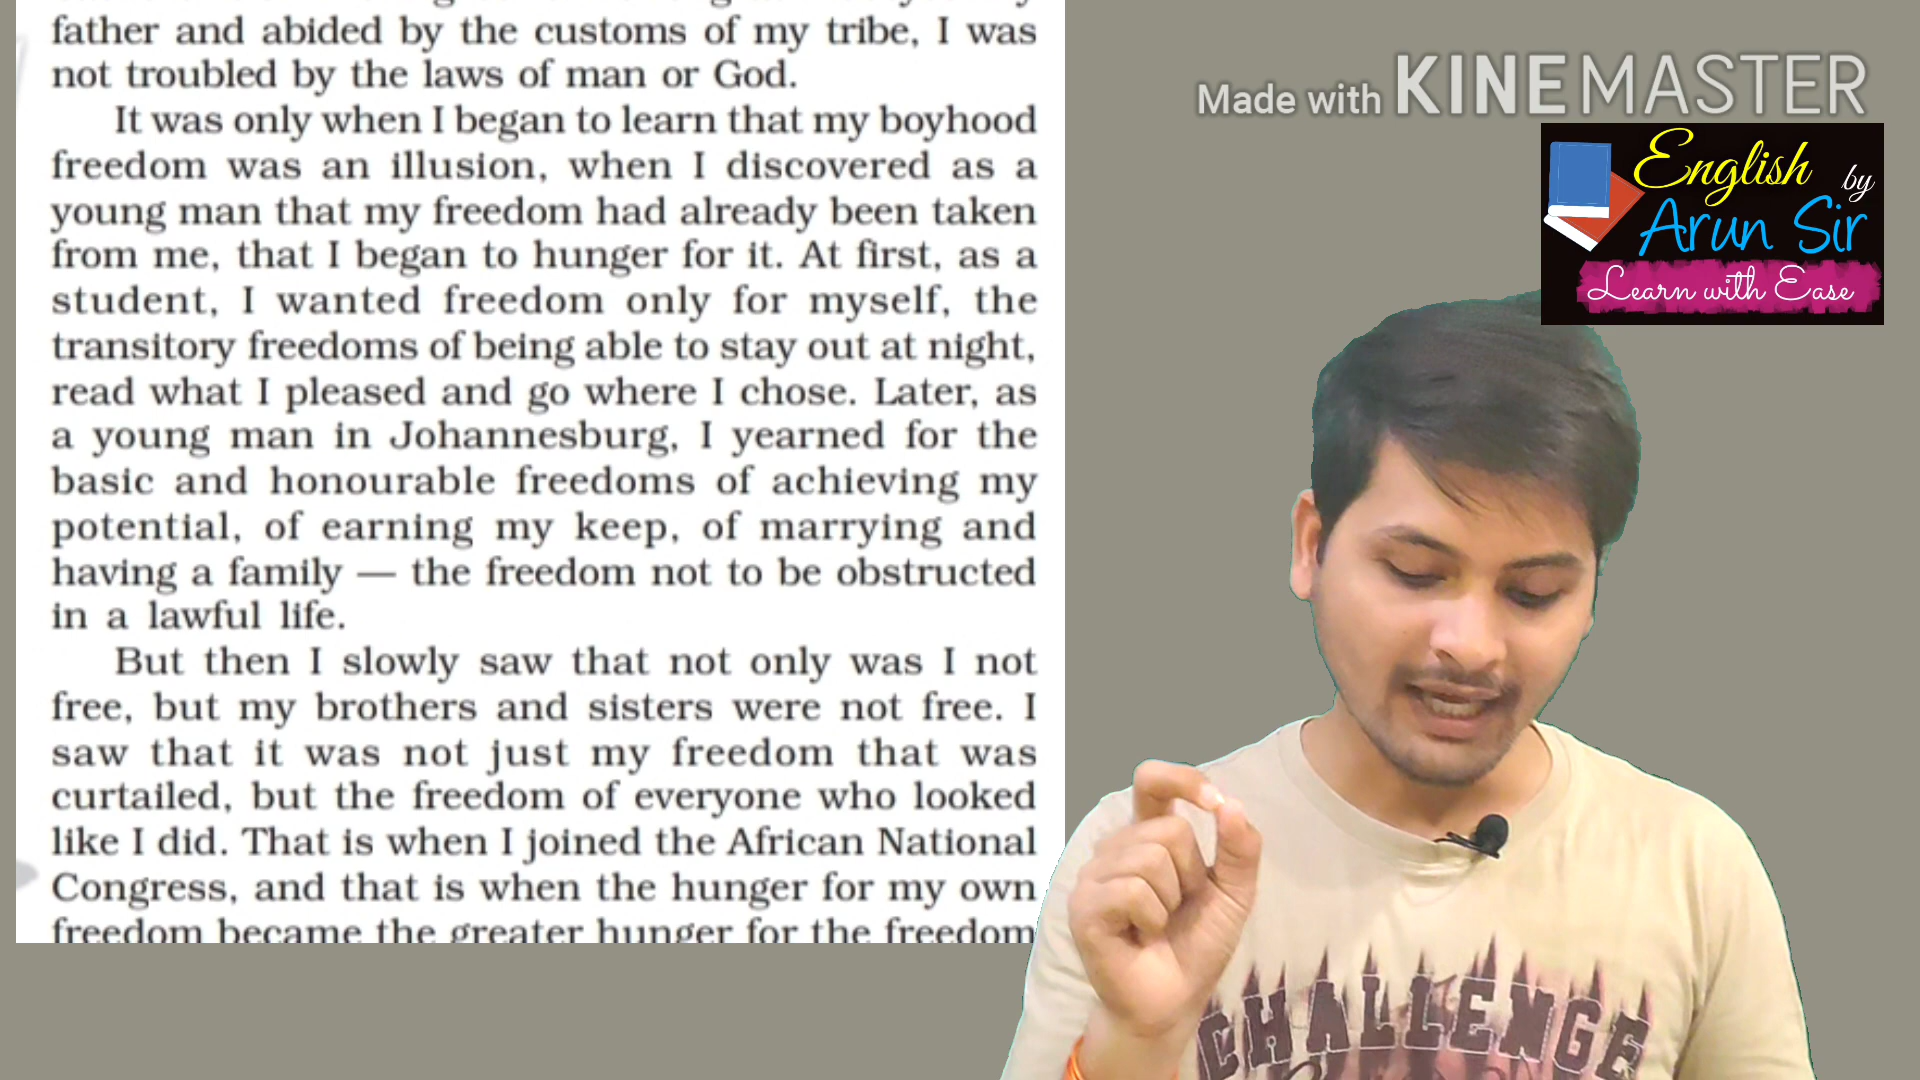 father and abided by the customs of my tribe, I was
not troubled by the laws of man or God.
It was only when I began to learn that my boyhood
freedom was an illusion, when I discovered as a
young man that my freedom had already been taken
from me, that I began to hunger for it. At first, as a
student, I wanted freedom only for myself, the
transitory freedoms of being able to stay out at night,
read what I pleased and go where I chose. Later, as
a young man in Johannesburg, I yearned for the
basic and honourable freedoms of achieving my
potential, of earning my keep, of marrying and
having a family — the freedom not to be obstructed
in a lawful life.
But then I slowly saw that not only was I not
free, but my brothers and sisters were not free. I
saw that it was not just my freedom that was
curtailed, but the freedom of everyone who looked
like I did. That is when I joined the African National
Congress, and that is when the hunger for my own
freedom became the greater hunger for the freedom
Made with KINEMASTER
English by
Arun Sir
Learn with Ease
CHALLENGE